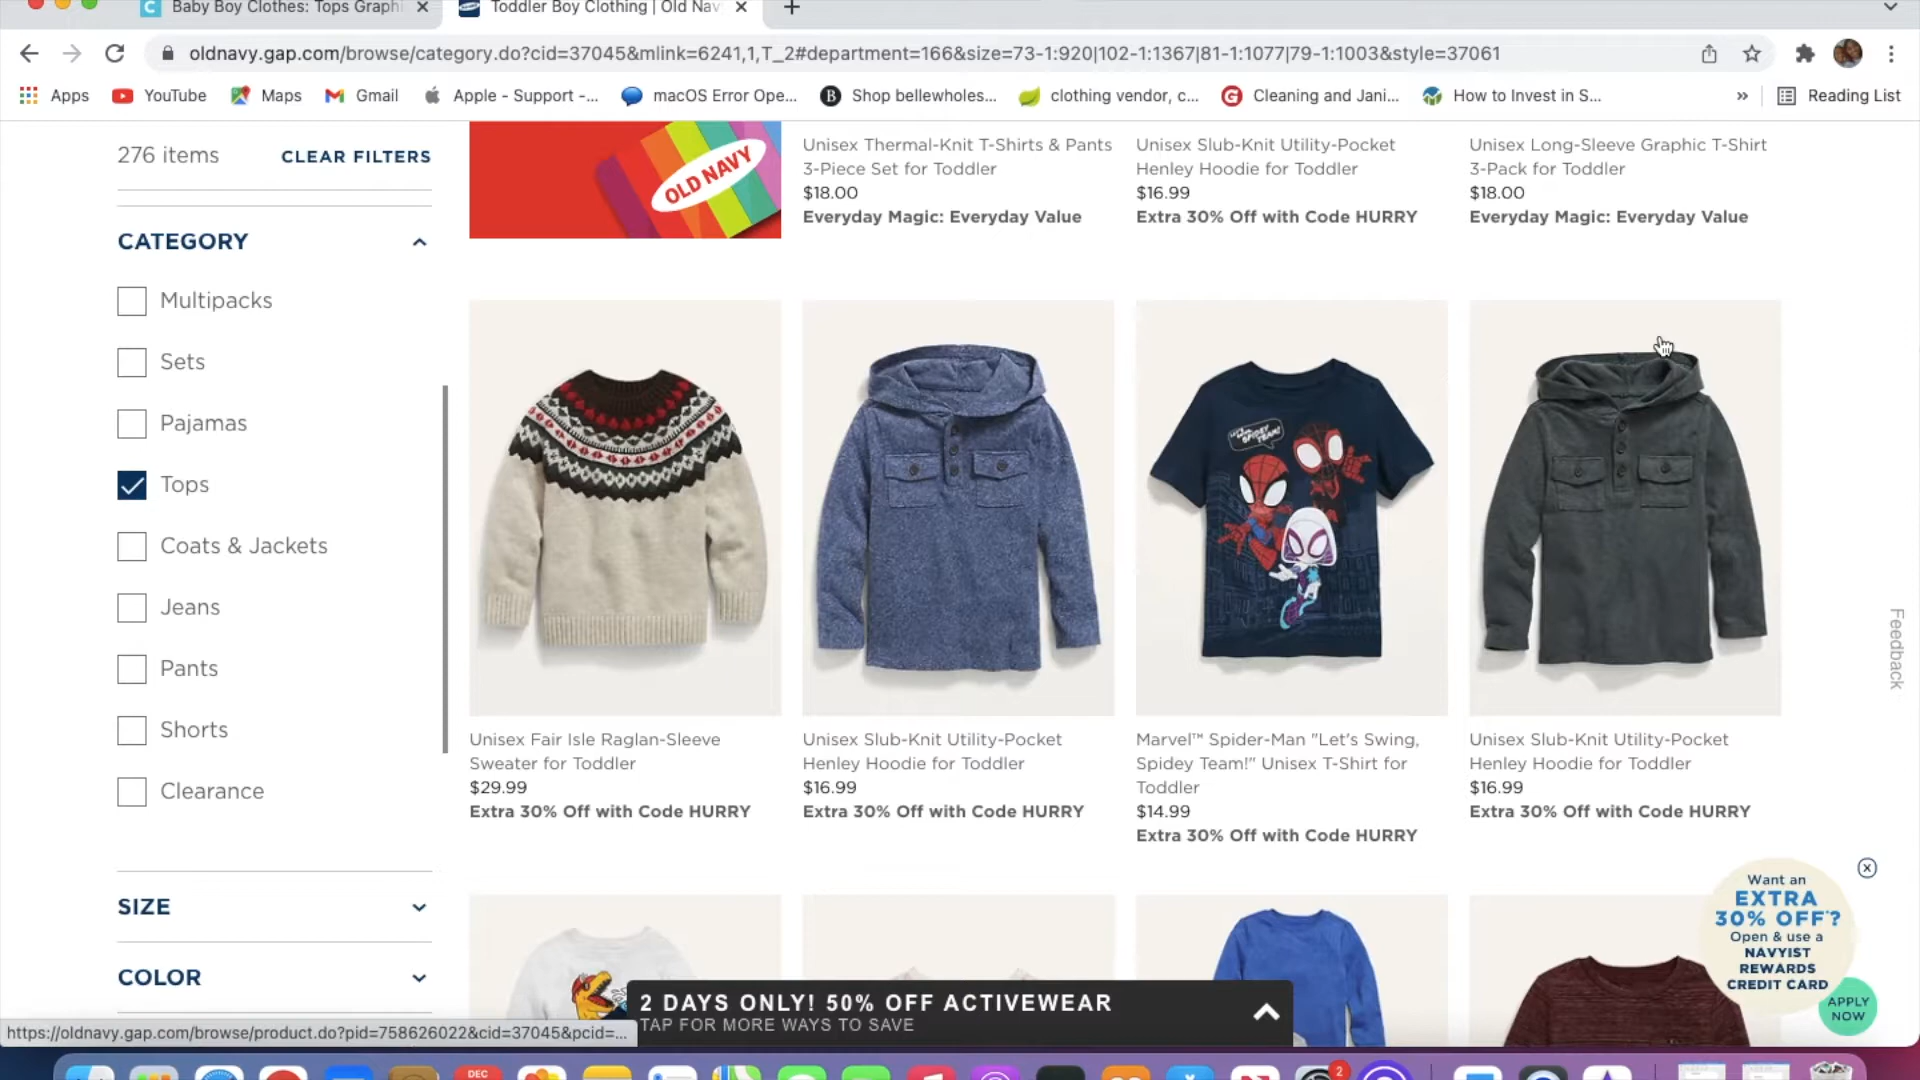 Baby Boy Clothes: Tops Graphi
Toddler Boy Clothing | Old Nav
oldnavy.gap.com/browse/category.do?cid=37045&mlink=6241,1,T_2#department=166&size=73-1:920|102-1:1367|81-1:1077|79-1:1003&style=37061
Apps
YouTube
Maps
Gmail
Apple - Support -...
macOS Error Ope...
Shop bellewholes...
clothing vendor, c...
Cleaning and Jani...
How to Invest in S...
Reading List
276 items
CLEAR FILTERS
CATEGORY
Multipacks
Sets
Pajamas
Tops
Coats & Jackets
Jeans
Pants
Shorts
Clearance
SIZE
COLOR
OLD NAVY
Unisex Thermal-Knit T-Shirts & Pants
3-Piece Set for Toddler
$18.00
Everyday Magic: Everyday Value
Unisex Slub-Knit Utility-Pocket
Henley Hoodie for Toddler
$16.99
Extra 30% Off with Code HURRY
Unisex Long-Sleeve Graphic T-Shirt
3-Pack for Toddler
$18.00
Everyday Magic: Everyday Value
LET'S SWING,
SPIDEY
TEAM!
Unisex Fair Isle Raglan-Sleeve
Sweater for Toddler
$29.99
Extra 30% Off with Code HURRY
Unisex Slub-Knit Utility-Pocket
Henley Hoodie for Toddler
$16.99
Extra 30% Off with Code HURRY
Marvel™ Spider-Man "Let's Swing,
Spidey Team!" Unisex T-Shirt for
Toddler
$14.99
Extra 30% Off with Code HURRY
Unisex Slub-Knit Utility-Pocket
Henley Hoodie for Toddler
$16.99
Extra 30% Off with Code HURRY
Feedback
Want an
EXTRA
30% OFF*?
Open & use a
NAVYIST
REWARDS
CREDIT CARD
APPLY
NOW
2 DAYS ONLY! 50% OFF ACTIVEWEAR
TAP FOR MORE WAYS TO SAVE
https://oldnavy.gap.com/browse/product.do?pid=758626022&cid=37045&pcid=...
DEC
2